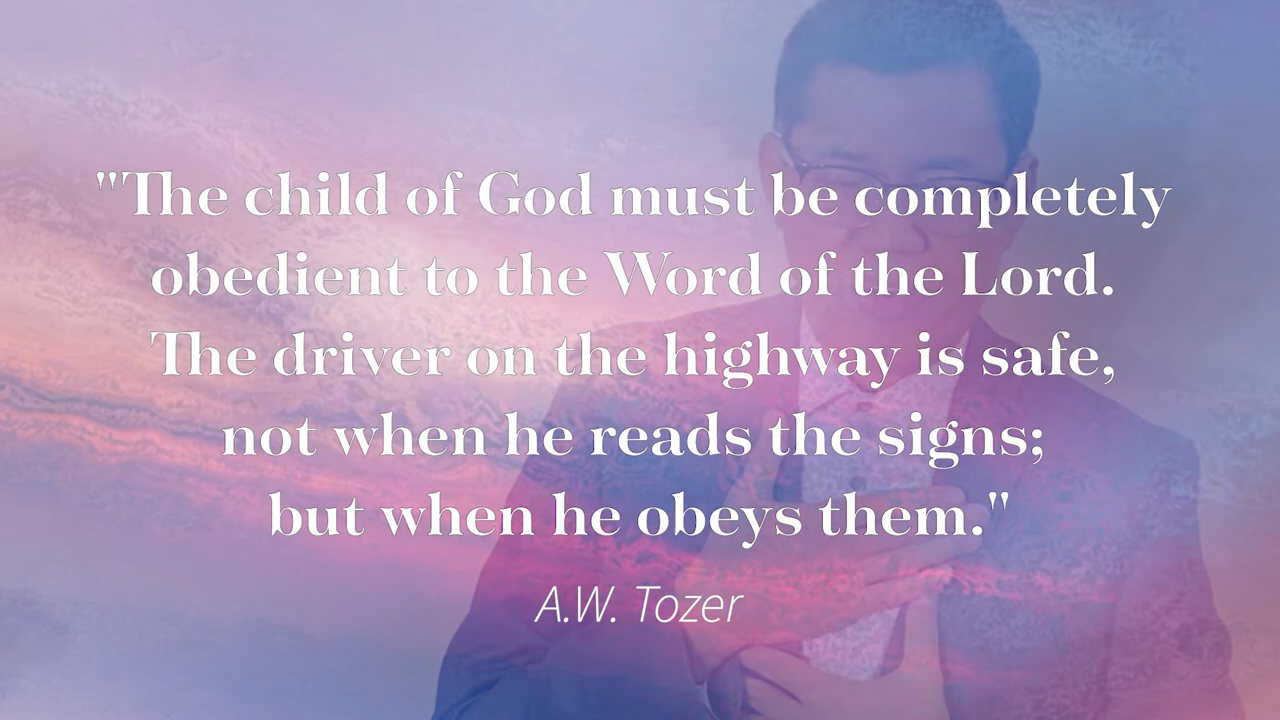 "The child of God must be completely
obedient to the Word of the Lord.
The driver on the highway is safe,
not when he reads the signs;
but when he obeys them."
A.W. Tozer